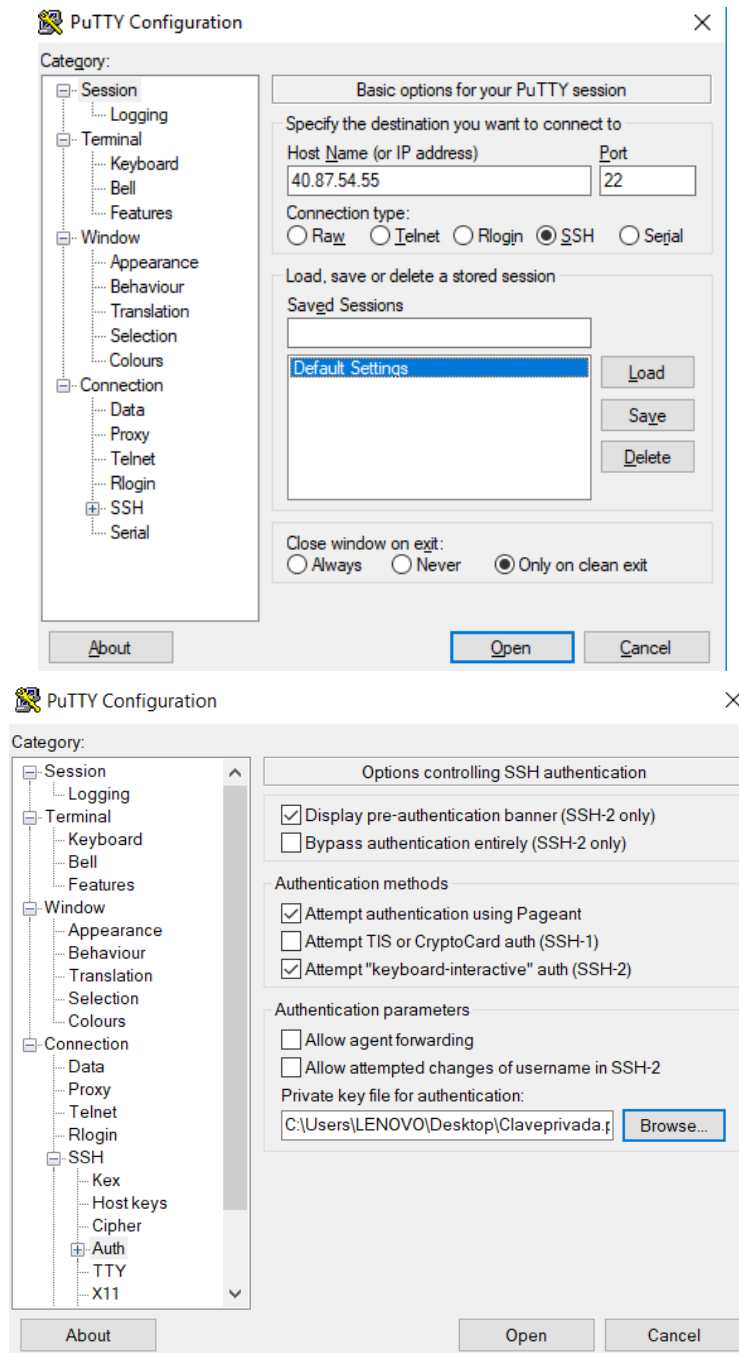 PuTTY Configuration
Category:
Session
Logging
Terminal
Keyboard
Bell
Features
Window
Appearance
Behaviour
Translation
Selection
Colours
Connection
Data
Proxy
Telnet
Rlogin
SSH
Serial
Basic options for your PuTTY session
Specify the destination you want to connect to
Host Name (or IP address) Port
40.87.54.55 22
Connection type:
Raw Telnet Rlogin SSH Serial
Load, save or delete a stored session
Saved Sessions
Default Settings
Load
Save
Delete
Close window on exit:
Always Never Only on clean exit
About Open Cancel
PuTTY Configuration
Category:
Session
Logging
Terminal
Keyboard
Bell
Features
Window
Appearance
Behaviour
Translation
Selection
Colours
Connection
Data
Proxy
Telnet
Rlogin
SSH
Kex
Host keys
Cipher
Auth
TTY
X11
Options controlling SSH authentication
Display pre-authentication banner (SSH-2 only)
Bypass authentication entirely (SSH-2 only)
Authentication methods
Attempt authentication using Pageant
Attempt TIS or CryptoCard auth (SSH-1)
Attempt "keyboard-interactive" auth (SSH-2)
Authentication parameters
Allow agent forwarding
Allow attempted changes of username in SSH-2
Private key file for authentication:
C:\Users\LENOVO\Desktop\Claveprivada.p Browse...
About Open Cancel